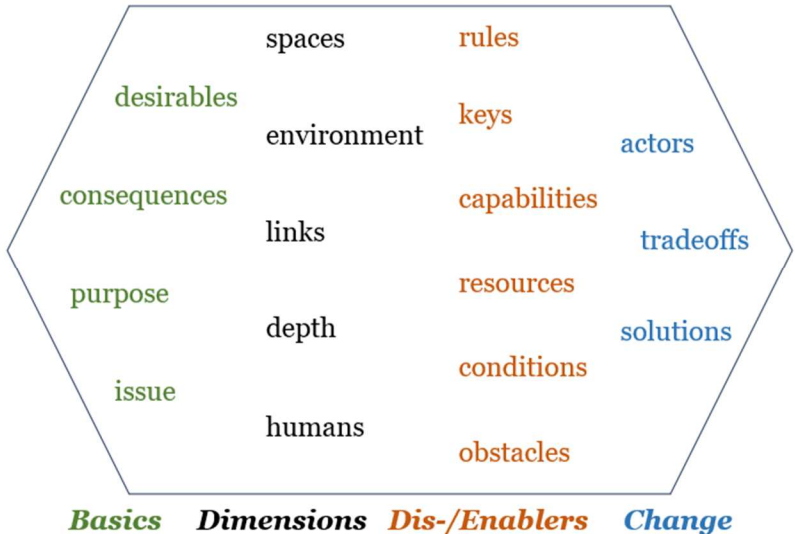 desirables
consequences
purpose
issue
spaces
environment
links
depth
humans
rules
keys
capabilities
resources
conditions
obstacles
actors
tradeoffs
solutions
Basics Dimensions Dis-/Enablers Change